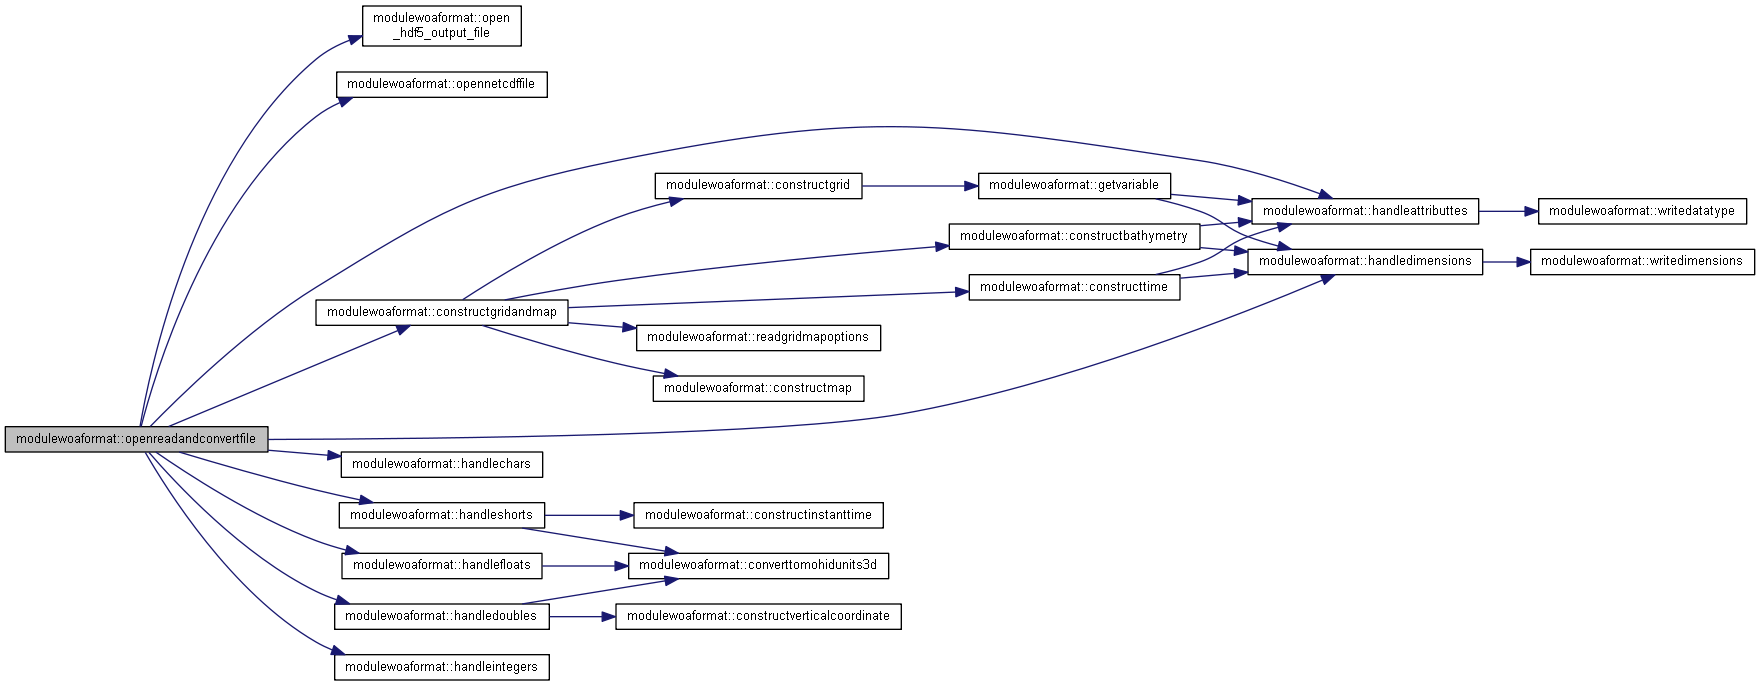 modulewoaformat::open
_hdf5_output_file
modulewoaformat::opennetcdffile
modulewoaformat::constructgrid
modulewoaformat::getvariable
modulewoaformat::handleattributtes
modulewoaformat::writedatatype
modulewoaformat::constructbathymetry
modulewoaformat::handledimensions
modulewoaformat::writedimensions
modulewoaformat::constructtime
modulewoaformat::constructgridandmap
modulewoaformat::readgridmapoptions
modulewoaformat::constructmap
modulewoaformat::openreadandconvertfile
modulewoaformat::handlechars
modulewoaformat::handleshorts
modulewoaformat::constructinstanttime
modulewoaformat::handlefloats
modulewoaformat::converttomohidunits3d
modulewoaformat::handledoubles
modulewoaformat::constructverticalcoordinate
modulewoaformat::handleintegers